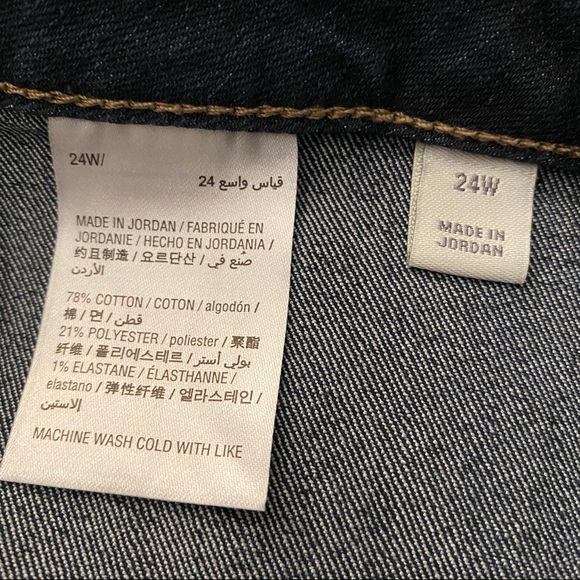 24W/
قياس واسع 24
MADE IN JORDAN / FABRIQUÉ EN
JORDANIE / HECHO EN JORDANIA /
约旦制造 / 요르단산 / صُنع في
الأردن
78% COTTON / COTON / algodón /
棉 / 면 / قطن
21% POLYESTER / poliester / 聚酯
纤维 / 폴리에스테르 / بولي أستر
1% ELASTANE / ÉLASTHANNE /
elastano / 弹性纤维 / 엘라스테인 /
إلاستين
MACHINE WASH COLD WITH LIKE
24W
MADE IN
JORDAN